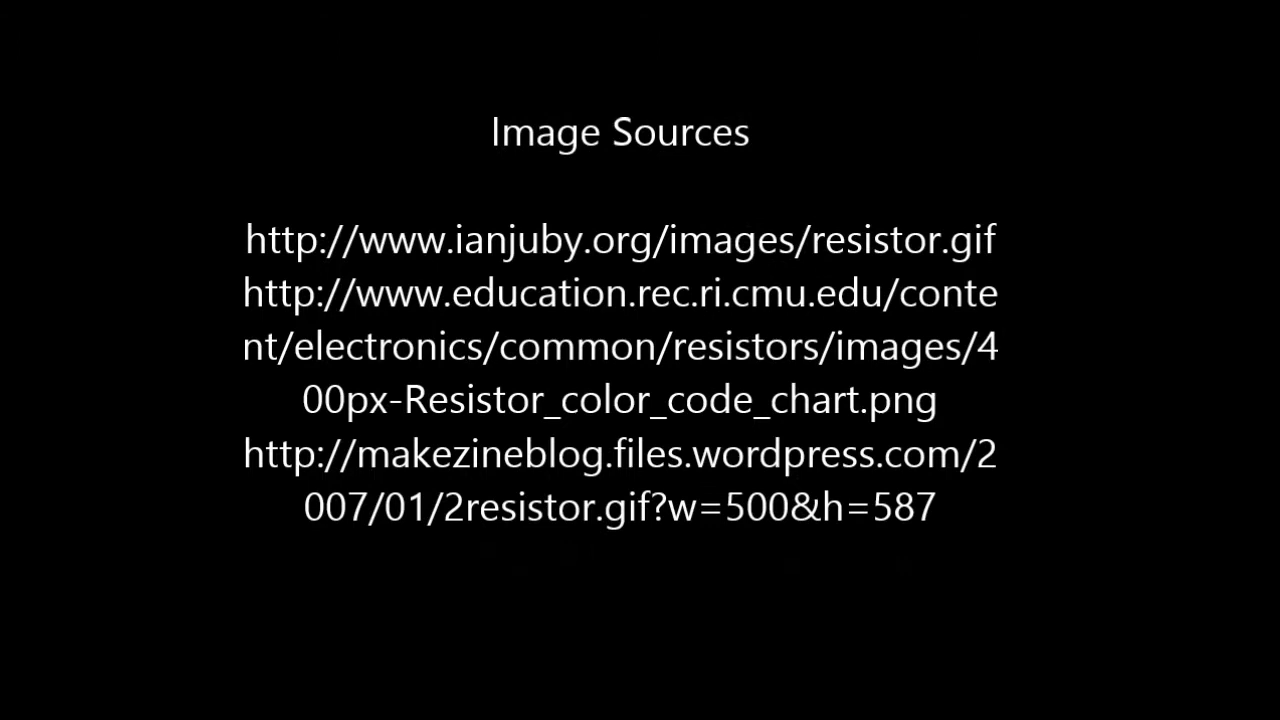 Image Sources
http://www.ianjuby.org/images/resistor.gif
http://www.education.rec.ri.cmu.edu/conte
nt/electronics/common/resistors/images/4
00px-Resistor_color_code_chart.png
http://makezineblog.files.wordpress.com/2
007/01/2resistor.gif?w=500&h=587